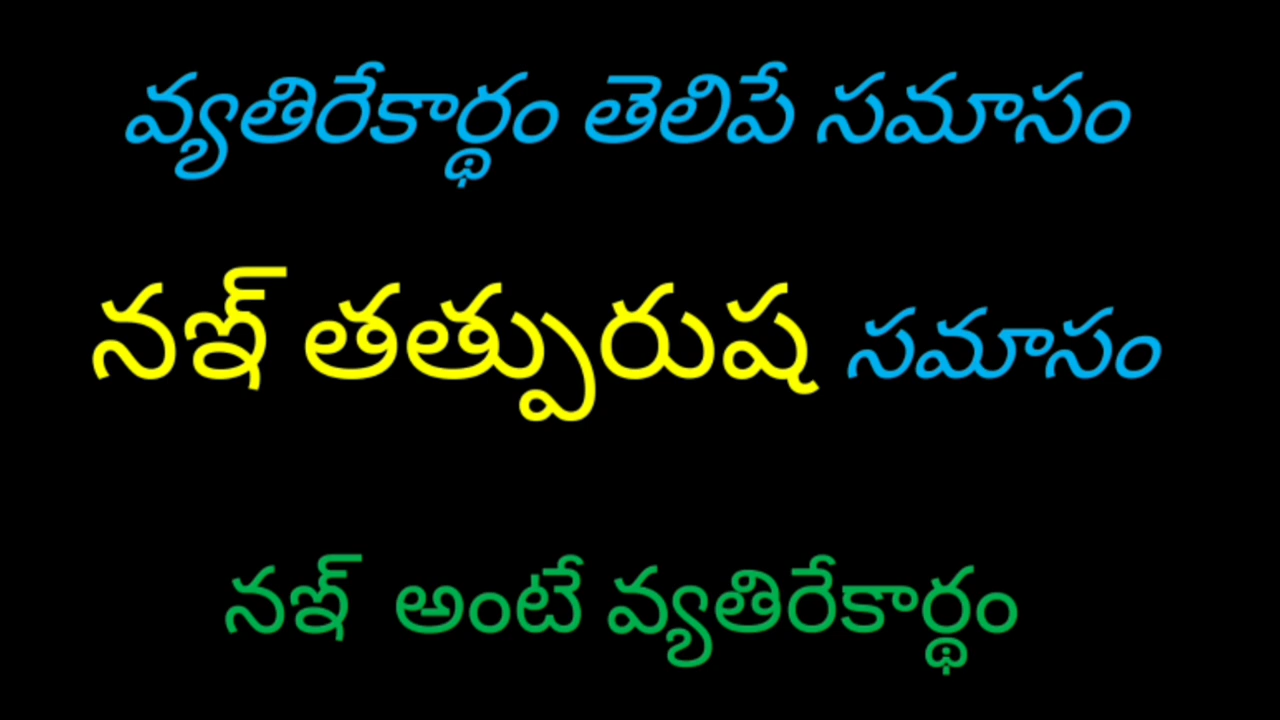 వ్యతిరేకార్థం తెలిపే సమాసం
నఞ్ తత్పురుష సమాసం
నఞ్ అంటే వ్యతిరేకార్థం